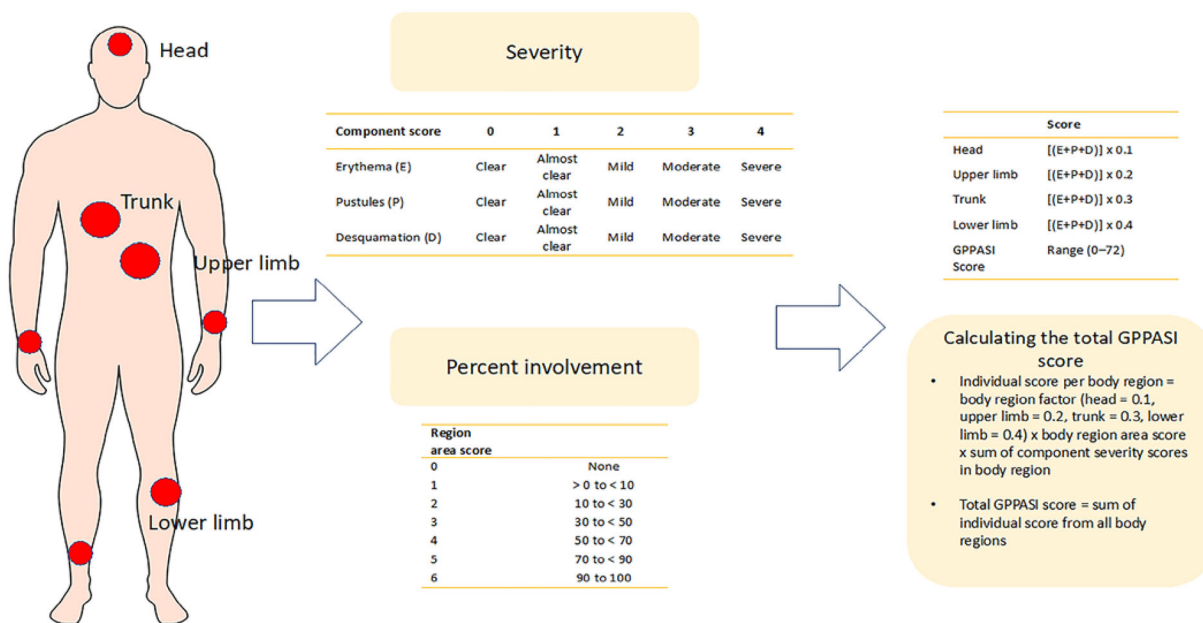 Head
Trunk
Upper limb
Lower limb
Severity
Component score 0 1 2 3 4
Erythema (E) Clear Almost clear Mild Moderate Severe
Pustules (P) Clear Almost clear Mild Moderate Severe
Desquamation (D) Clear Almost clear Mild Moderate Severe
Percent involvement
Region
area score
0 None
1 > 0 to < 10
2 10 to < 30
3 30 to < 50
4 50 to < 70
5 70 to < 90
6 90 to 100
Score
Head [(E+P+D)] x 0.1
Upper limb [(E+P+D)] x 0.2
Trunk [(E+P+D)] x 0.3
Lower limb [(E+P+D)] x 0.4
GPPASI Range (0–72)
Score
Calculating the total GPPASI
score
• Individual score per body region =
body region factor (head = 0.1,
upper limb = 0.2, trunk = 0.3, lower
limb = 0.4) x body region area score
x sum of component severity scores
in body region
• Total GPPASI score = sum of
individual score from all body
regions